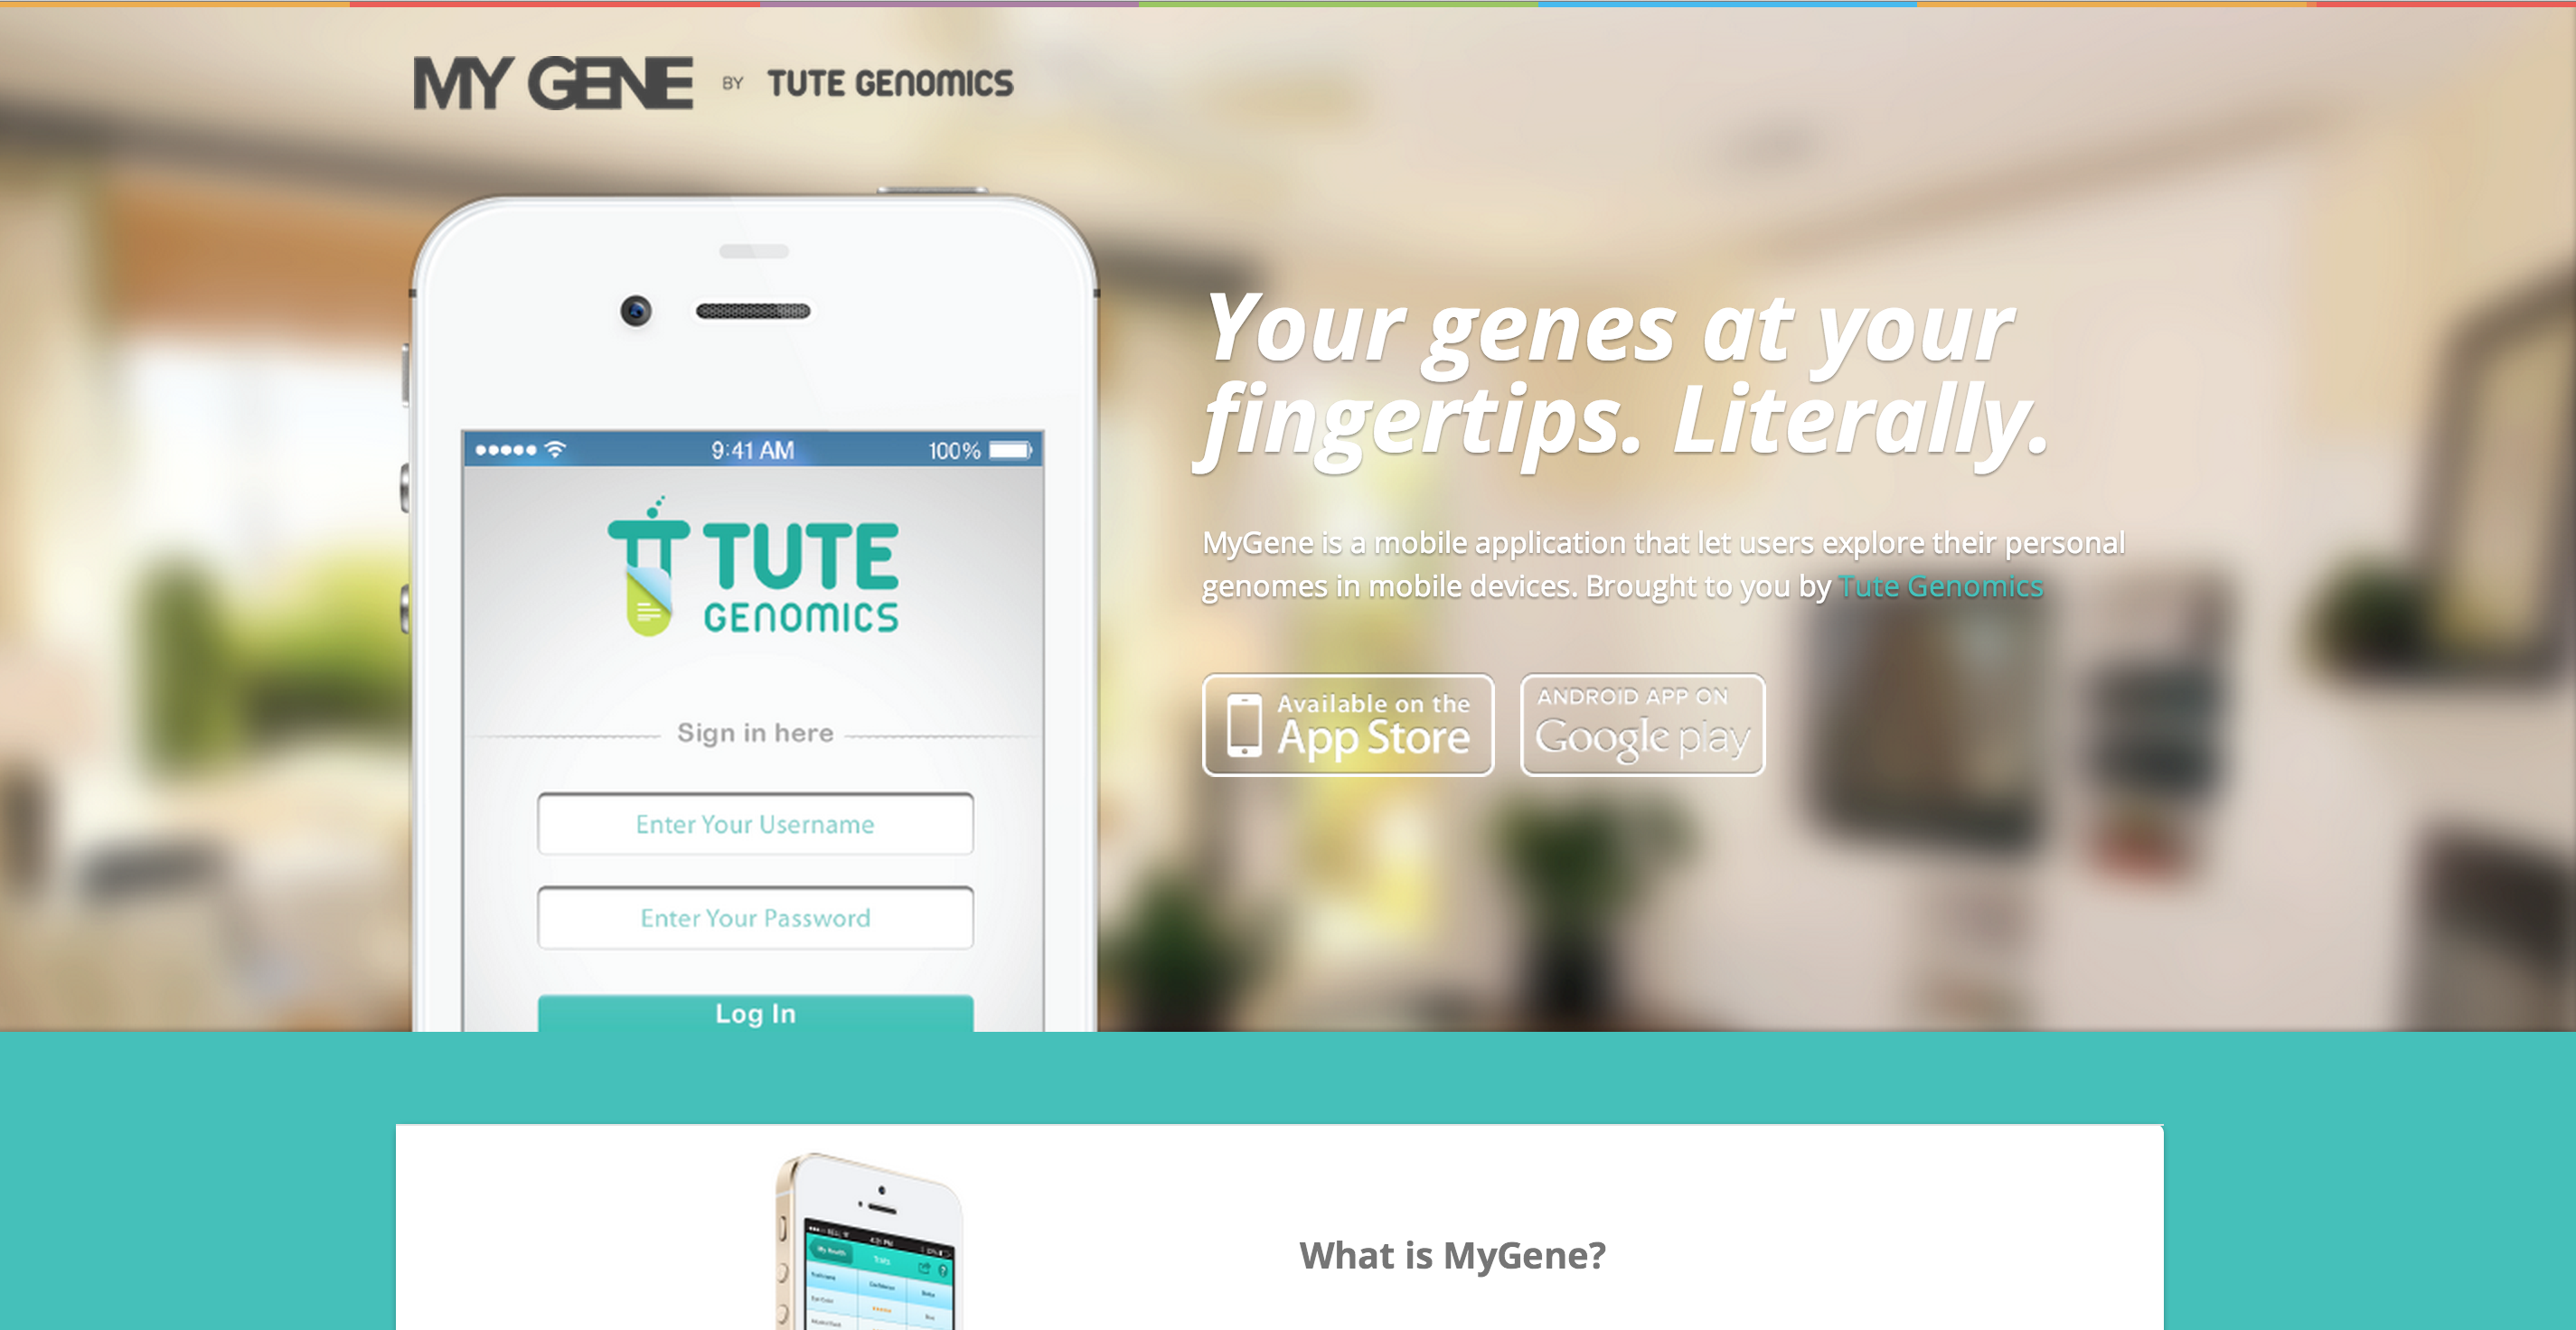 MY GENE BY TUTE GENOMICS
9:41 AM 100%
TUTE
GENOMICS
Sign in here
Enter Your Username
Enter Your Password
Log In
Your genes at your
fingertips. Literally.
MyGene is a mobile application that let users explore their personal
genomes in mobile devices. Brought to you by Tute Genomics
Available on the
App Store
ANDROID APP ON
Google play
My Health Traits
What is MyGene?